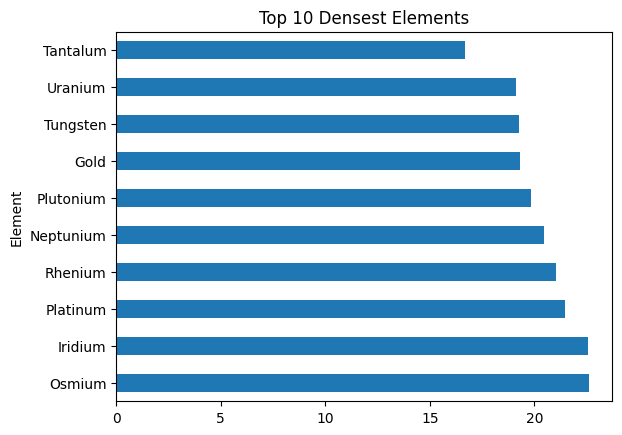 Top 10 Densest Elements
Tantalum
Uranium
Tungsten
Gold
Plutonium
Neptunium
Rhenium
Platinum
Iridium
Osmium
Element
0 5 10 15 20